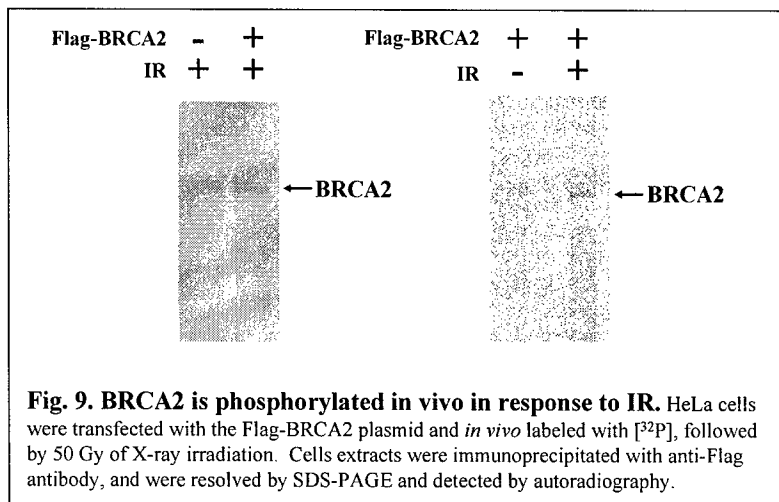 Flag-BRCA2 - + Flag-BRCA2 + +
IR + + IR - +
←BRCA2 ←BRCA2
Fig. 9. BRCA2 is phosphorylated in vivo in response to IR. HeLa cells
were transfected with the Flag-BRCA2 plasmid and in vivo labeled with [³²P], followed
by 50 Gy of X-ray irradiation. Cells extracts were immunoprecipitated with anti-Flag
antibody, and were resolved by SDS-PAGE and detected by autoradiography.